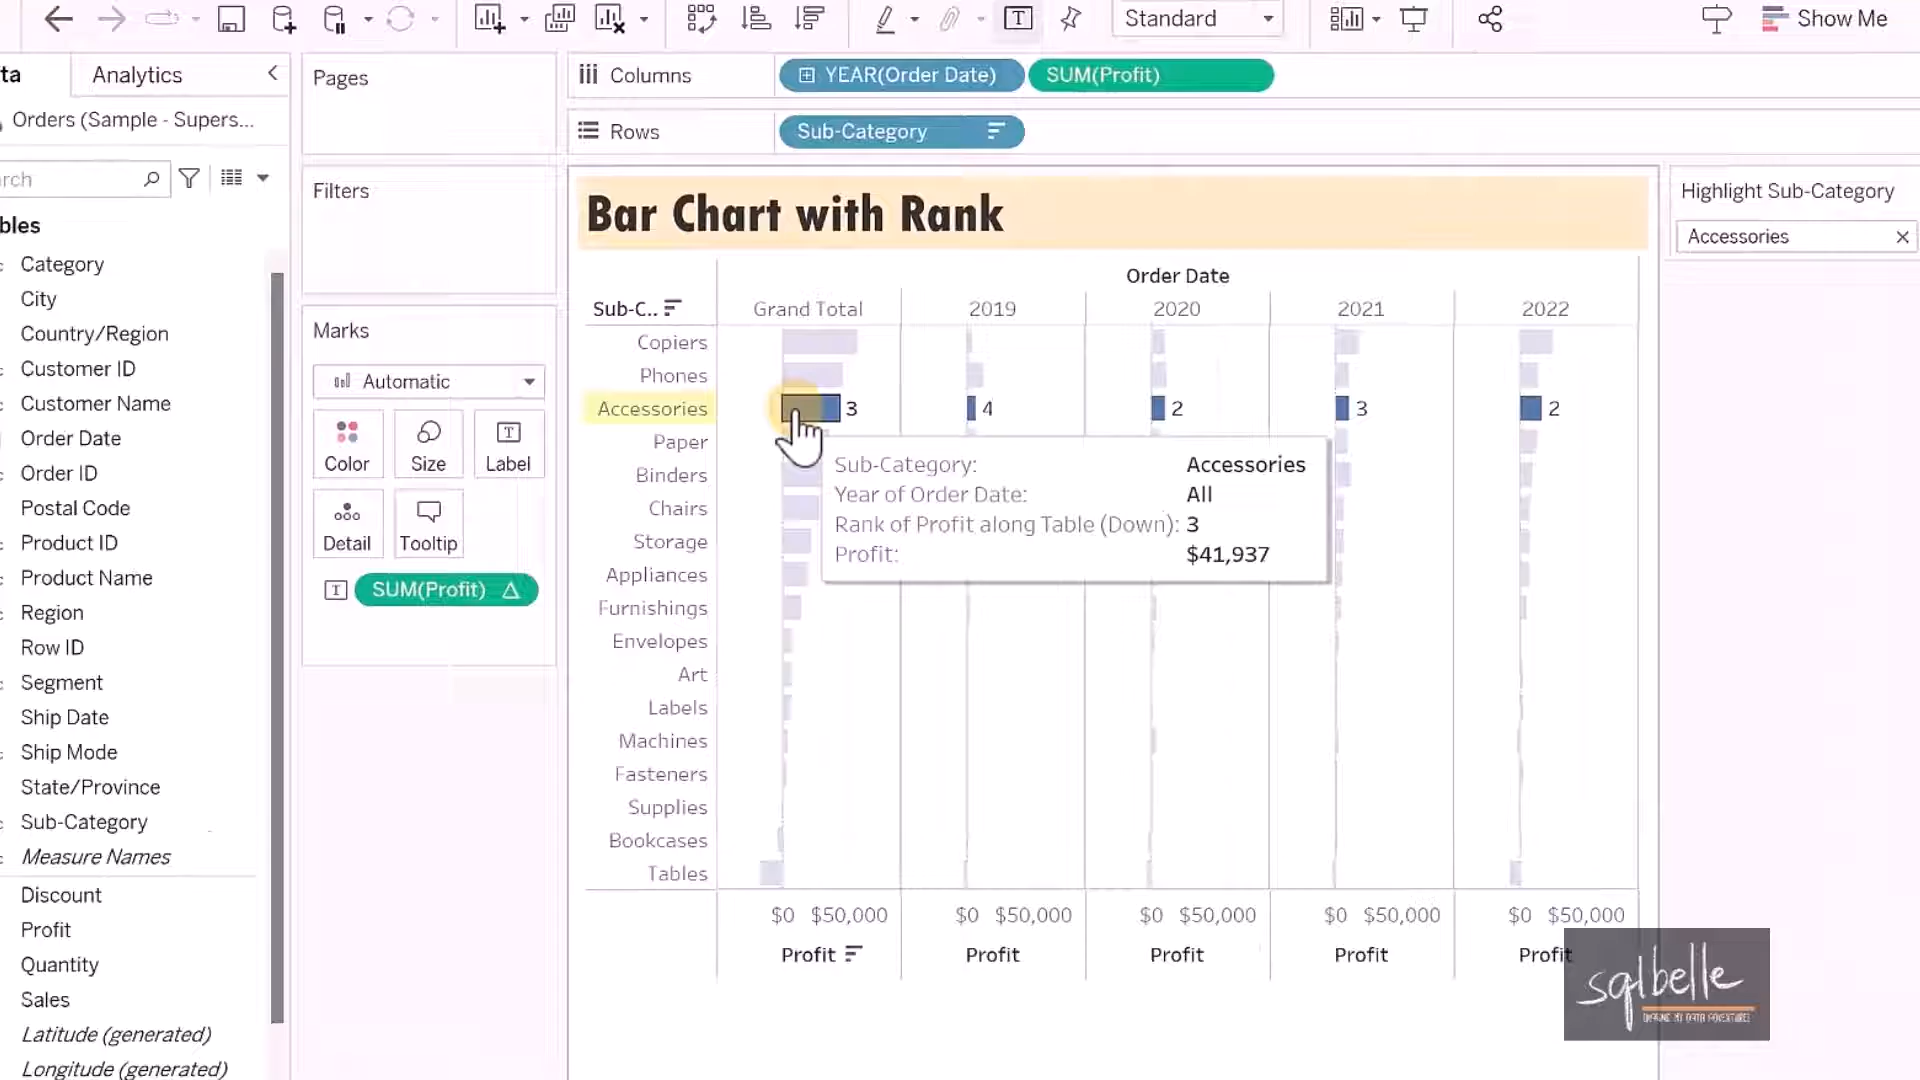 Standard
Show Me
ta
Analytics
Pages
Columns
YEAR(Order Date)
SUM(Profit)
Orders (Sample - Supers...
Rows
Sub-Category
rch
Filters
Highlight Sub-Category
Accessories
bles
Bar Chart with Rank
Category
City
Country/Region
Customer ID
Customer Name
Order Date
Order ID
Postal Code
Product ID
Product Name
Region
Row ID
Segment
Ship Date
Ship Mode
State/Province
Sub-Category
Measure Names
Discount
Profit
Quantity
Sales
Latitude (generated)
Longitude (generated)
Marks
Automatic
Color
Size
Label
Detail
Tooltip
SUM(Profit)
Order Date
Sub-C..
Grand Total
2019
2020
2021
2022
Copiers
Phones
Accessories
3
4
2
3
2
Paper
Binders
Chairs
Storage
Appliances
Furnishings
Envelopes
Art
Labels
Machines
Fasteners
Supplies
Bookcases
Tables
Sub-Category: Accessories
Year of Order Date: All
Rank of Profit along Table (Down): 3
Profit: $41,937
$0 $50,000 $0 $50,000 $0 $50,000 $0 $50,000 $0 $50,000
Profit Profit Profit Profit Profit
sqlbelle